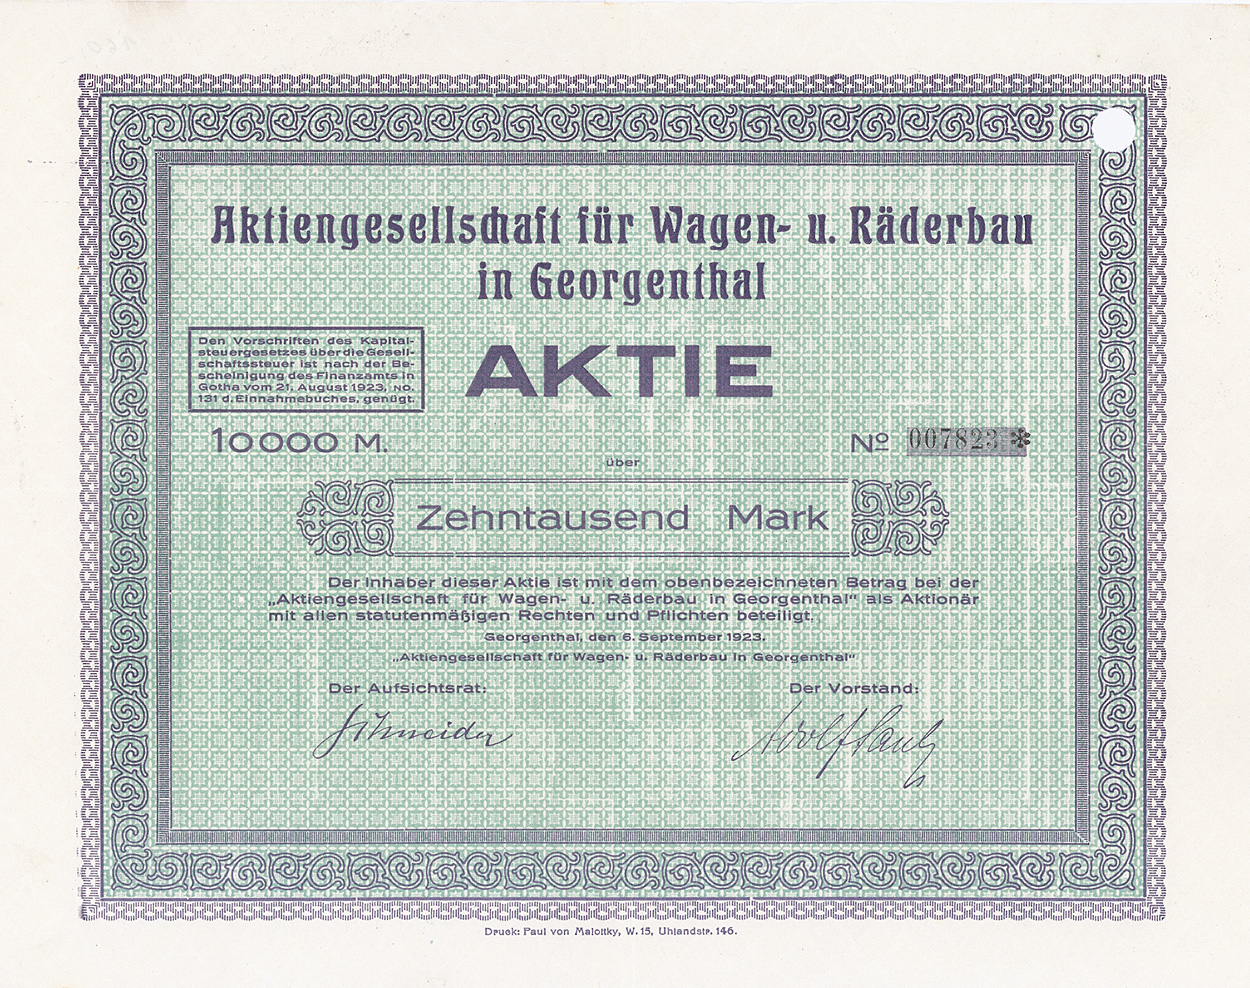 Aktiengesellschaft für Wagen- u. Räderbau
in Georgenthal
Den Vorschriften des Kapital-
steuergesetzes über die Gesell-
schaftssteuer ist nach der Be-
scheinigung des Finanzamts in
Gotha vom 21. August 1923, No.
131 d. Einnahmebuches, genügt.
AKTIE
10000 M.
No 007823 *
über
Zehntausend Mark
Der Inhaber dieser Aktie ist mit dem obenbezeichneten Betrag bei der
„Aktiengesellschaft für Wagen- u. Räderbau in Georgenthal“ als Aktionär
mit allen statutenmäßigen Rechten und Pflichten beteiligt.
Georgenthal, den 6. September 1923.
„Aktiengesellschaft für Wagen- u. Räderbau in Georgenthal“
Der Aufsichtsrat:
Der Vorstand:
Schneider
Adolf
Druck: Paul von Malottky, W. 15, Uhlandstr. 146.